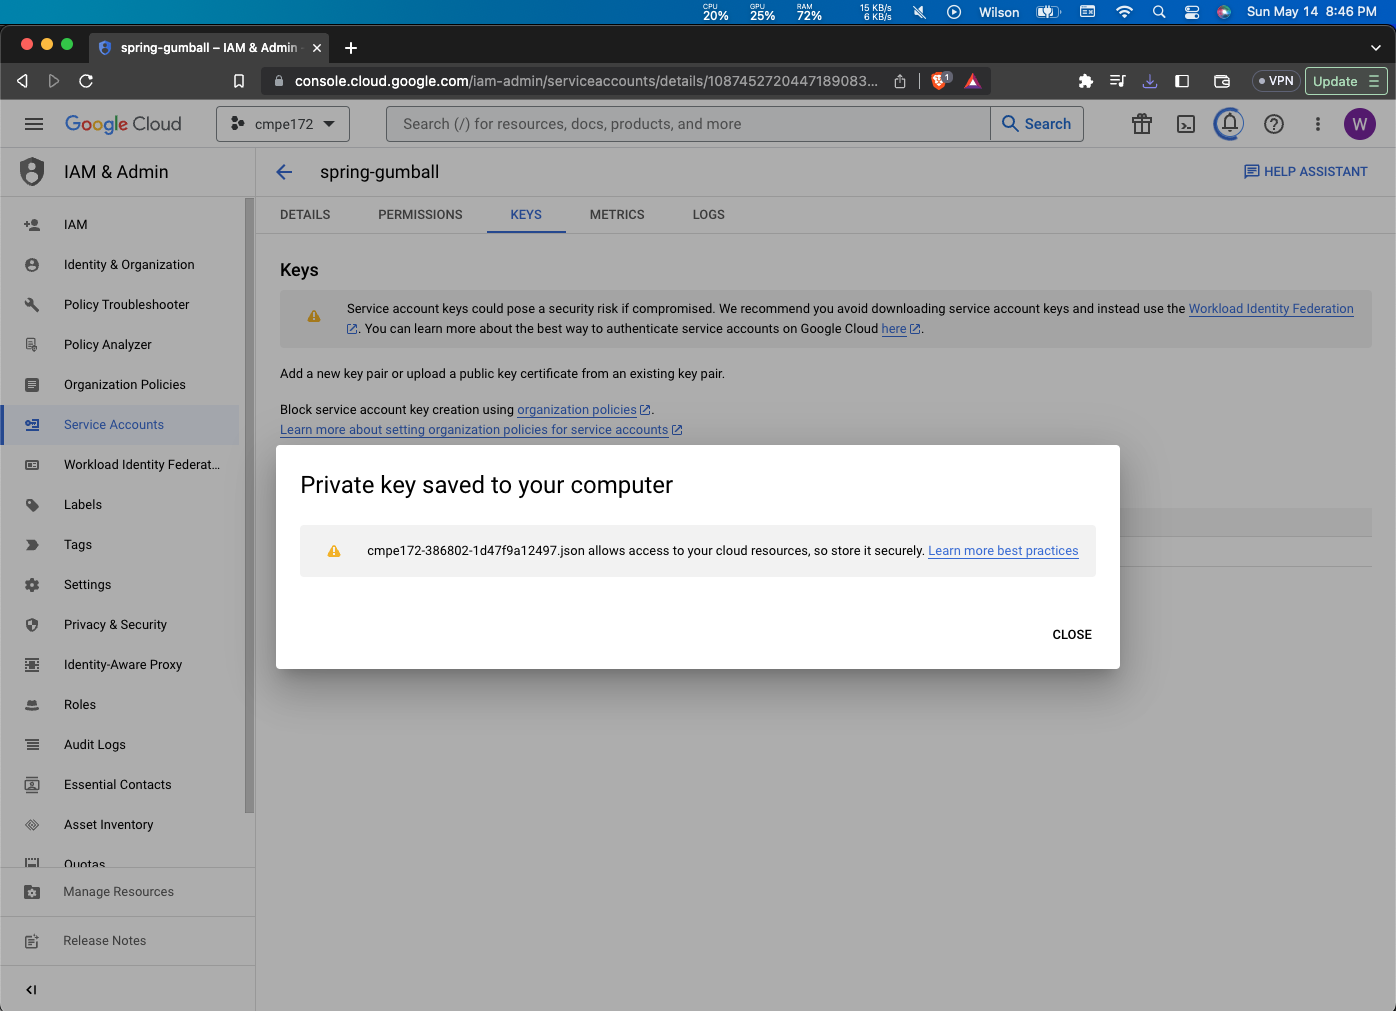 CPU
20%
GPU
25%
RAM
72%
15 KB/s
6 KB/s
Wilson
Sun May 14 8:46 PM
spring-gumball – IAM & Admin
console.cloud.google.com/iam-admin/serviceaccounts/details/1087452720447189083...
1
VPN
Update
Google Cloud
cmpe172
Search (/) for resources, docs, products, and more
Search
W
IAM & Admin
spring-gumball
HELP ASSISTANT
DETAILS
PERMISSIONS
KEYS
METRICS
LOGS
IAM
Identity & Organization
Policy Troubleshooter
Policy Analyzer
Organization Policies
Service Accounts
Workload Identity Federat...
Labels
Tags
Settings
Privacy & Security
Identity-Aware Proxy
Roles
Audit Logs
Essential Contacts
Asset Inventory
Quotas
Manage Resources
Release Notes
Keys
Service account keys could pose a security risk if compromised. We recommend you avoid downloading service account keys and instead use the Workload Identity Federation
. You can learn more about the best way to authenticate service accounts on Google Cloud here .
Add a new key pair or upload a public key certificate from an existing key pair.
Block service account key creation using organization policies .
Learn more about setting organization policies for service accounts
Private key saved to your computer
cmpe172-386802-1d47f9a12497.json allows access to your cloud resources, so store it securely. Learn more best practices
CLOSE